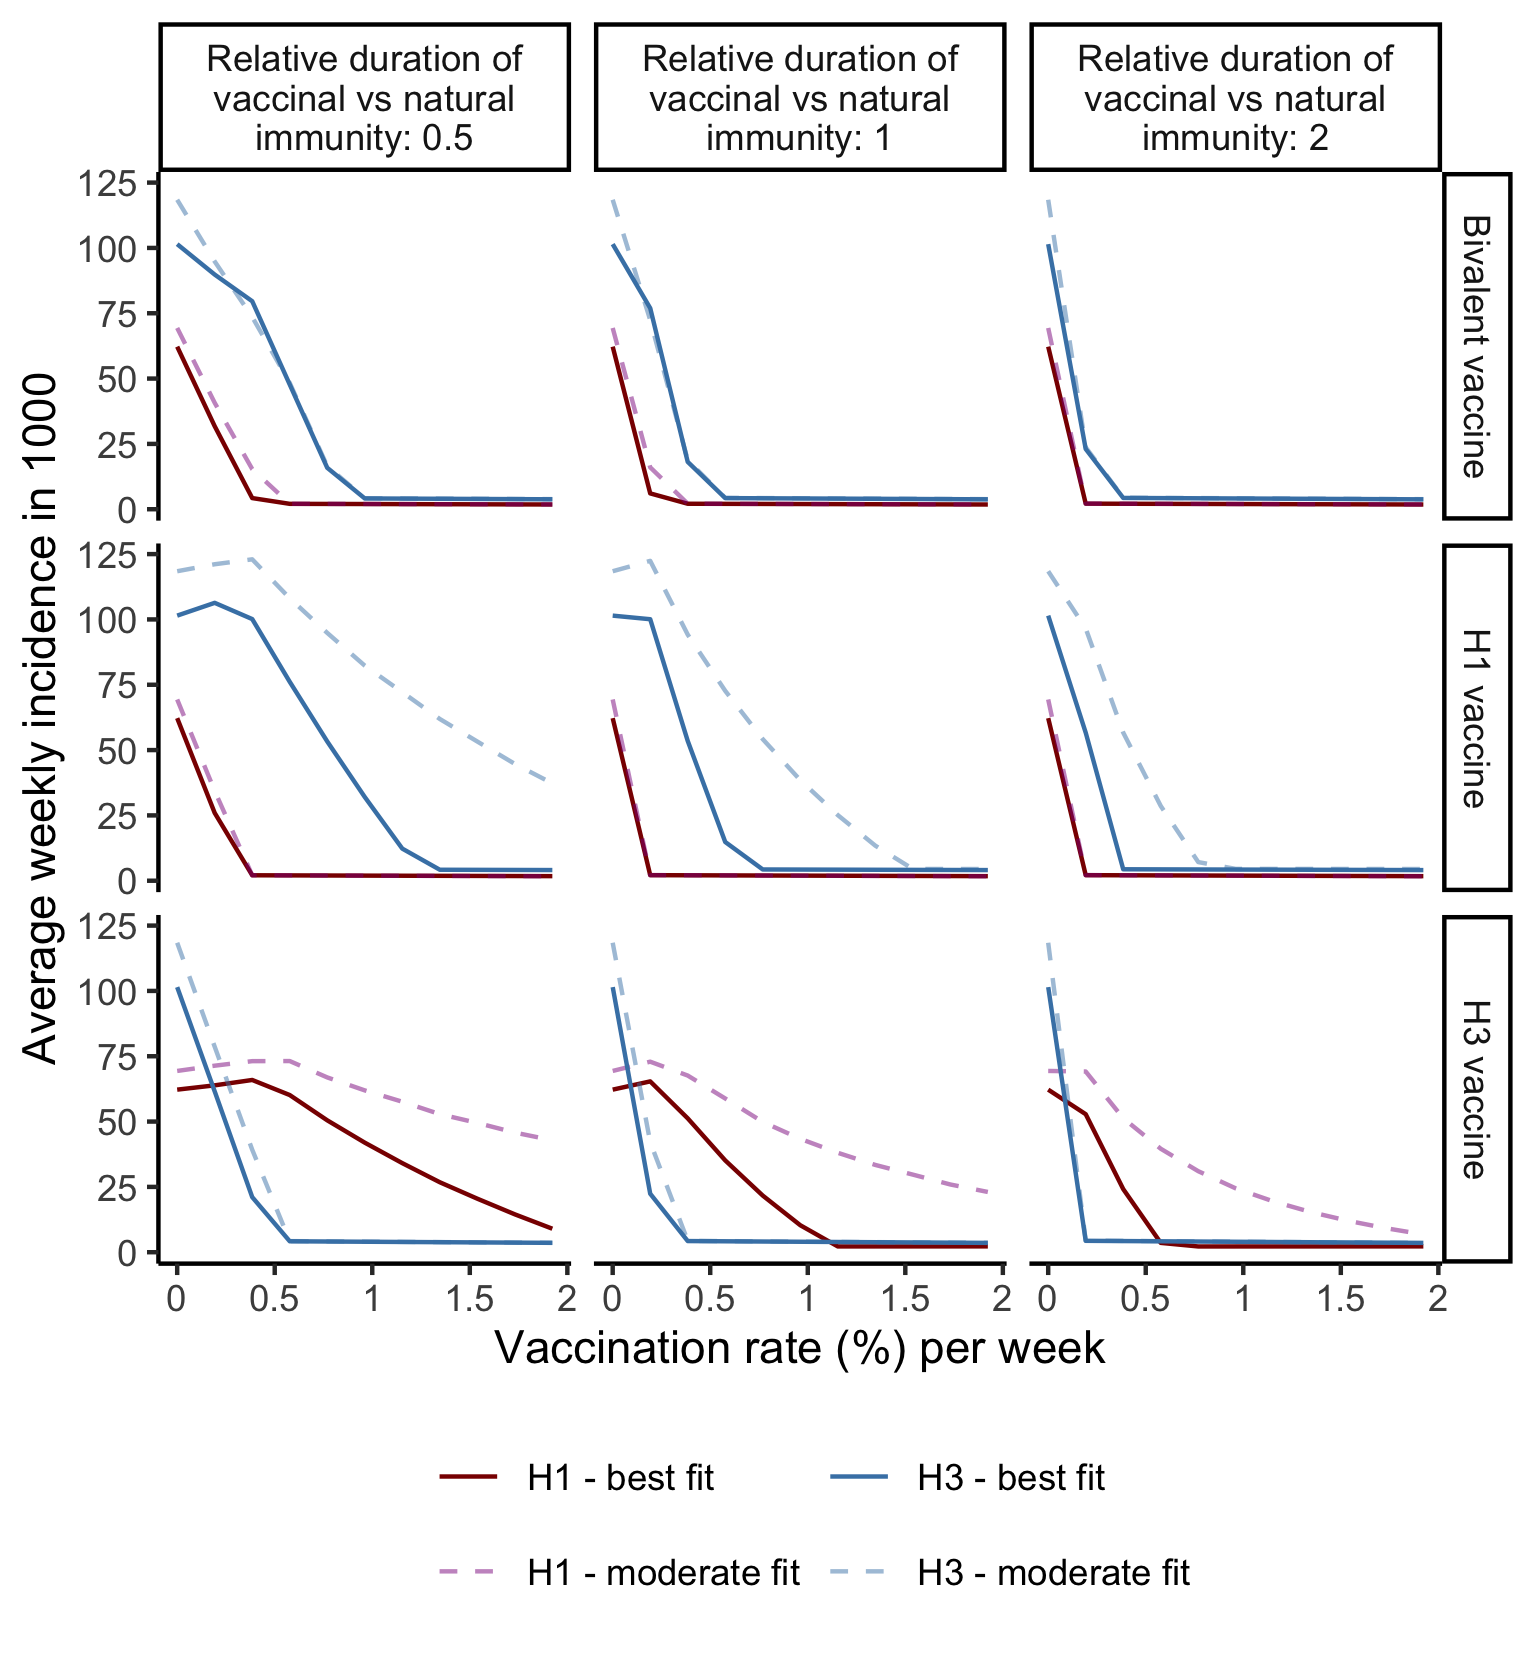 Relative duration of
vaccinal vs natural
immunity: 0.5
Relative duration of
vaccinal vs natural
immunity: 1
Relative duration of
vaccinal vs natural
immunity: 2
Average weekly incidence in 1000
125
100
75
50
25
0
Bivalent vaccine
125
100
75
50
25
0
H1 vaccine
125
100
75
50
25
0
H3 vaccine
0 0.5 1 1.5 2
0 0.5 1 1.5 2
0 0.5 1 1.5 2
Vaccination rate (%) per week
H1 - best fit
H3 - best fit
H1 - moderate fit
H3 - moderate fit